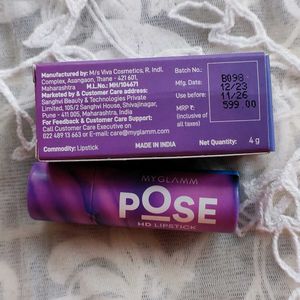 Manufactured by: M/s Viva Cosmetics, R. Indl.
Complex, Asangaon, Thane - 421 601,
Maharashtra M.L. No.: MH/104671
Marketed by & Customer Care address:
Sanghvi Beauty & Technologies Private
Limited, 105/2 Sanghvi House, Shivajinagar,
Pune - 411 005, Maharashtra, India
For Feedback & Customer Care Support:
Call Customer Care Executive on
022 489 13 663 or Email: care@myglamm.com
Commodity: Lipstick
MADE IN INDIA
Batch No.:
Mfg. Date:
Use before:
MRP ₹:
(inclusive of
all taxes)
B098
12/23
11/26
599.00
Net Quantity:
4 g
MYGLAMM
POSE
HD LIPSTICK